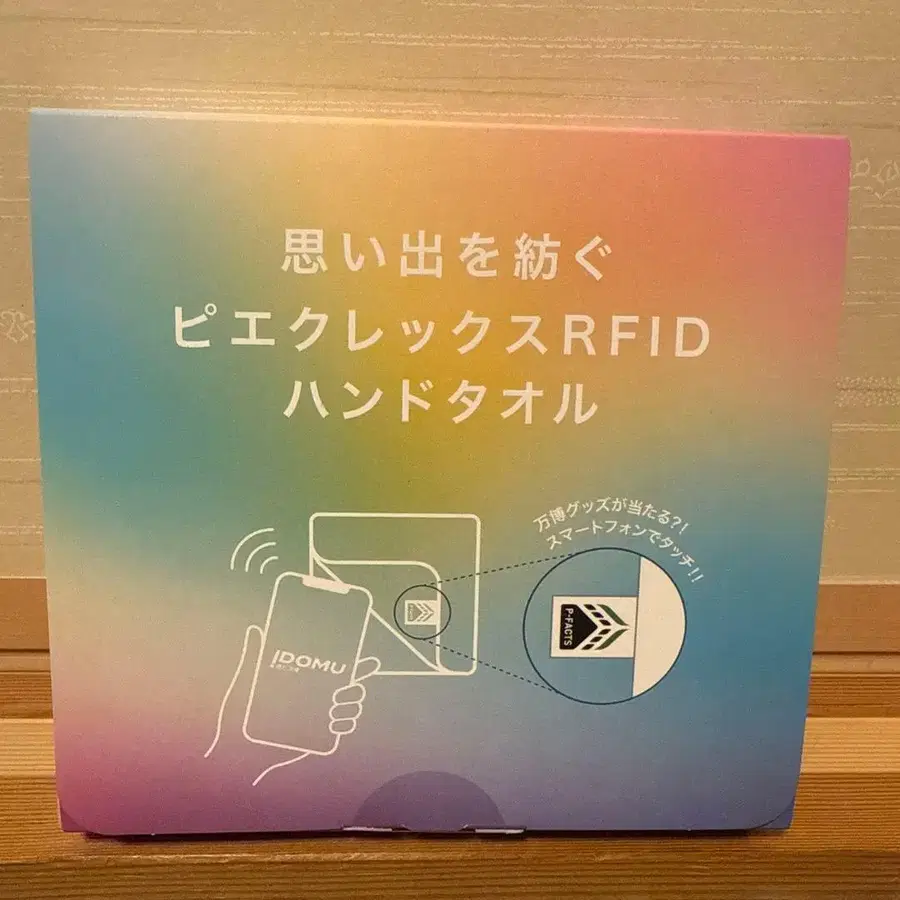 思い出を紡ぐ
ピエクレックスRFID
ハンドタオル
万博グッズが当たる?!
スマートフォンでタッチ!!
IDOMU
P-FACTS